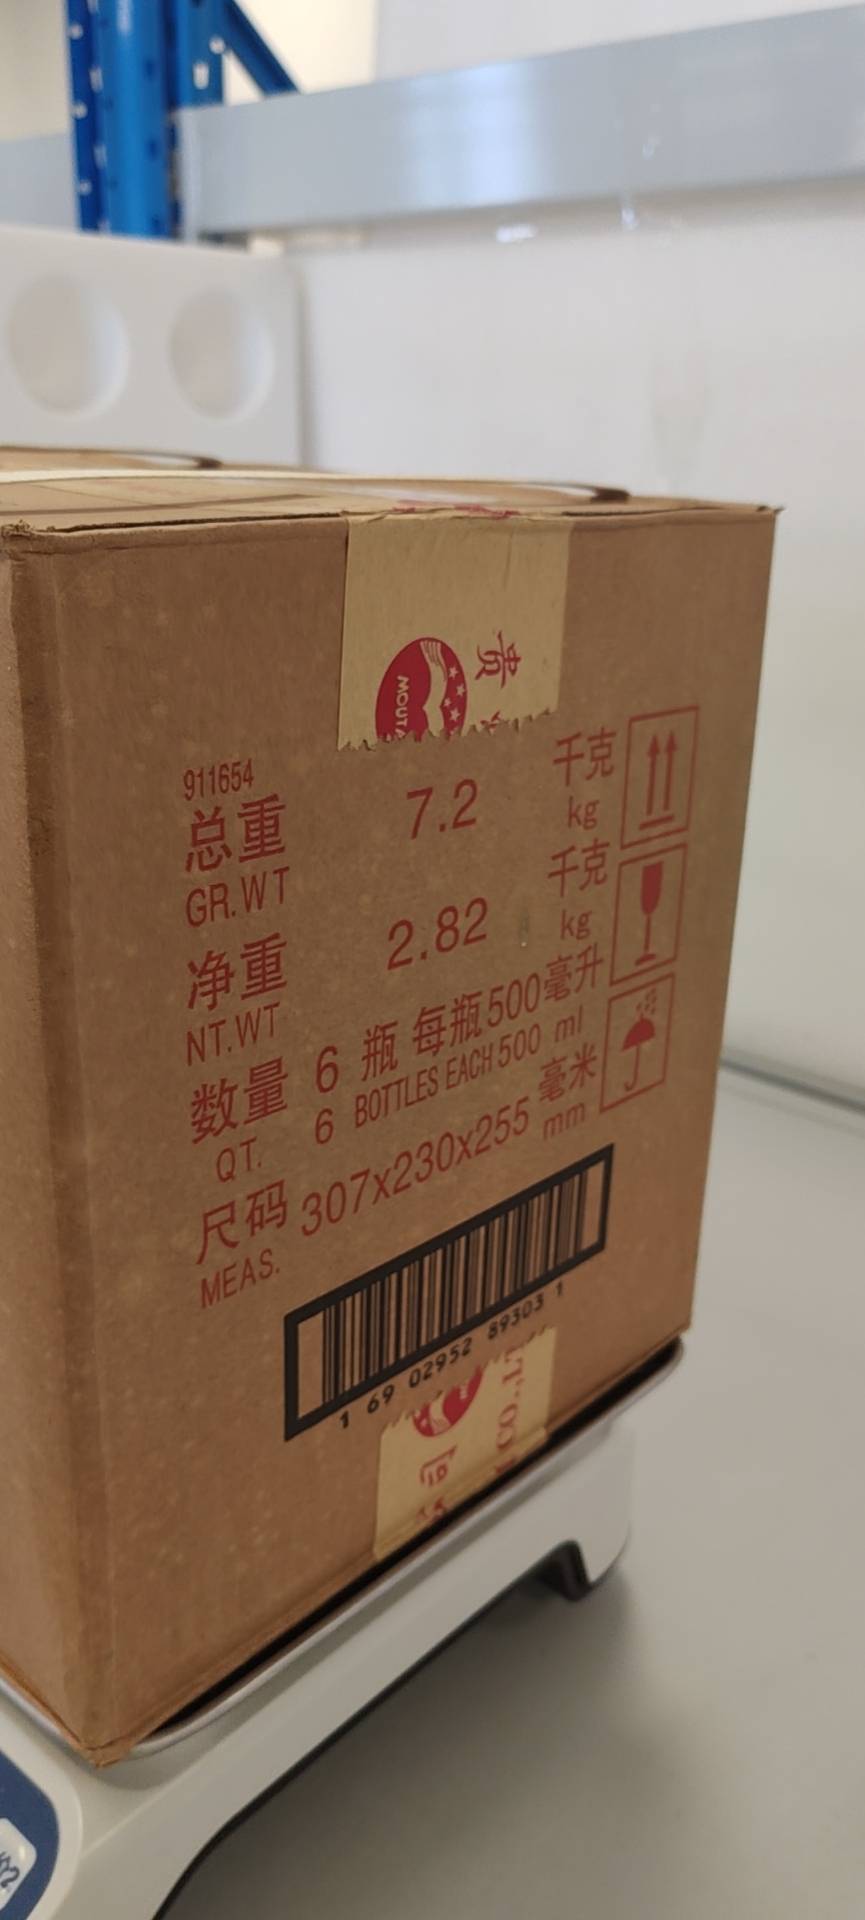 贵
MOUTA
911654
总重 7.2 千克
GR.WT kg
净重 2.82 千克
NT.WT kg
数量 6 瓶 每瓶 500 毫升
QT. 6 BOTTLES EACH 500 ml
尺码 307x230x255 毫米
MEAS. mm
1 69 02952 89303 1